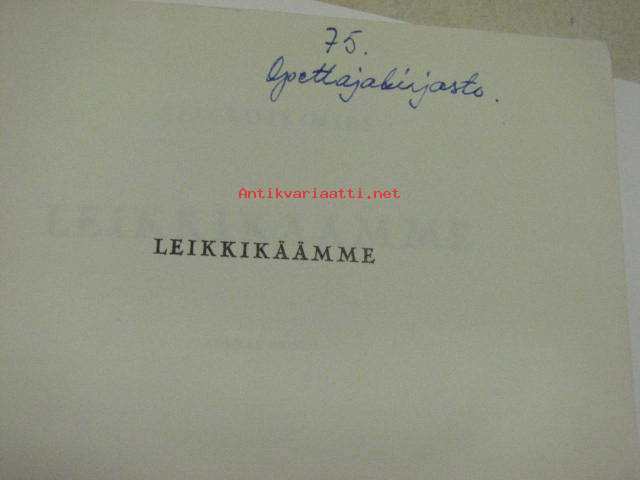 75.
Opettajakirjasto.
Antikvariaatti.net
LEIKKIKÄÄMME